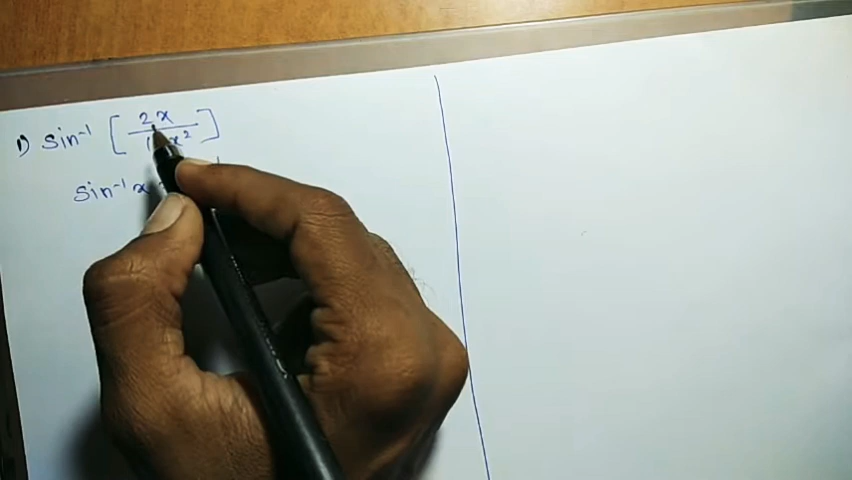 1) sin⁻¹ [ 2x / 1 x² ]
sin⁻¹ x